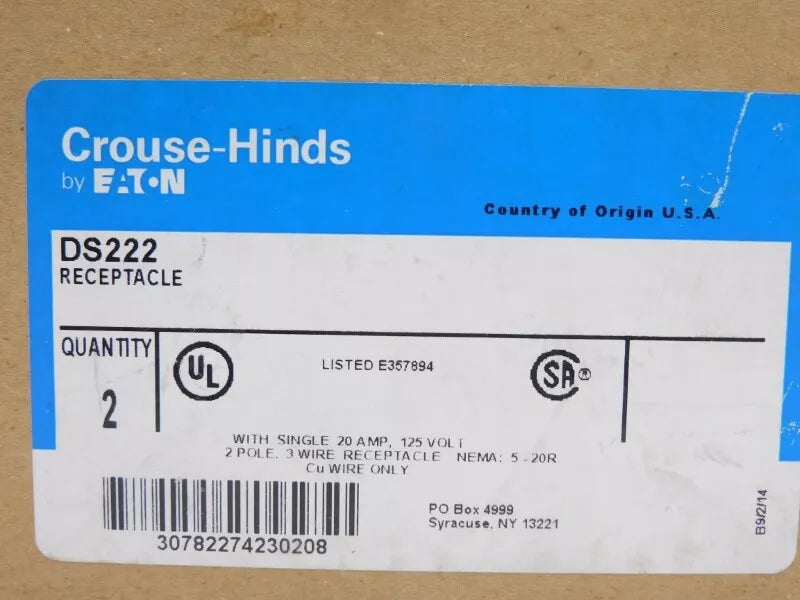 Crouse-Hinds
by EATON
Country of Origin U.S.A.
DS222
RECEPTACLE
QUANTITY
2
UL
LISTED E357894
SA ®
WITH SINGLE 20 AMP, 125 VOLT
2 POLE, 3 WIRE RECEPTACLE NEMA: 5-20R
Cu WIRE ONLY
30782274230208
PO Box 4999
Syracuse, NY 13221
B9/2/14